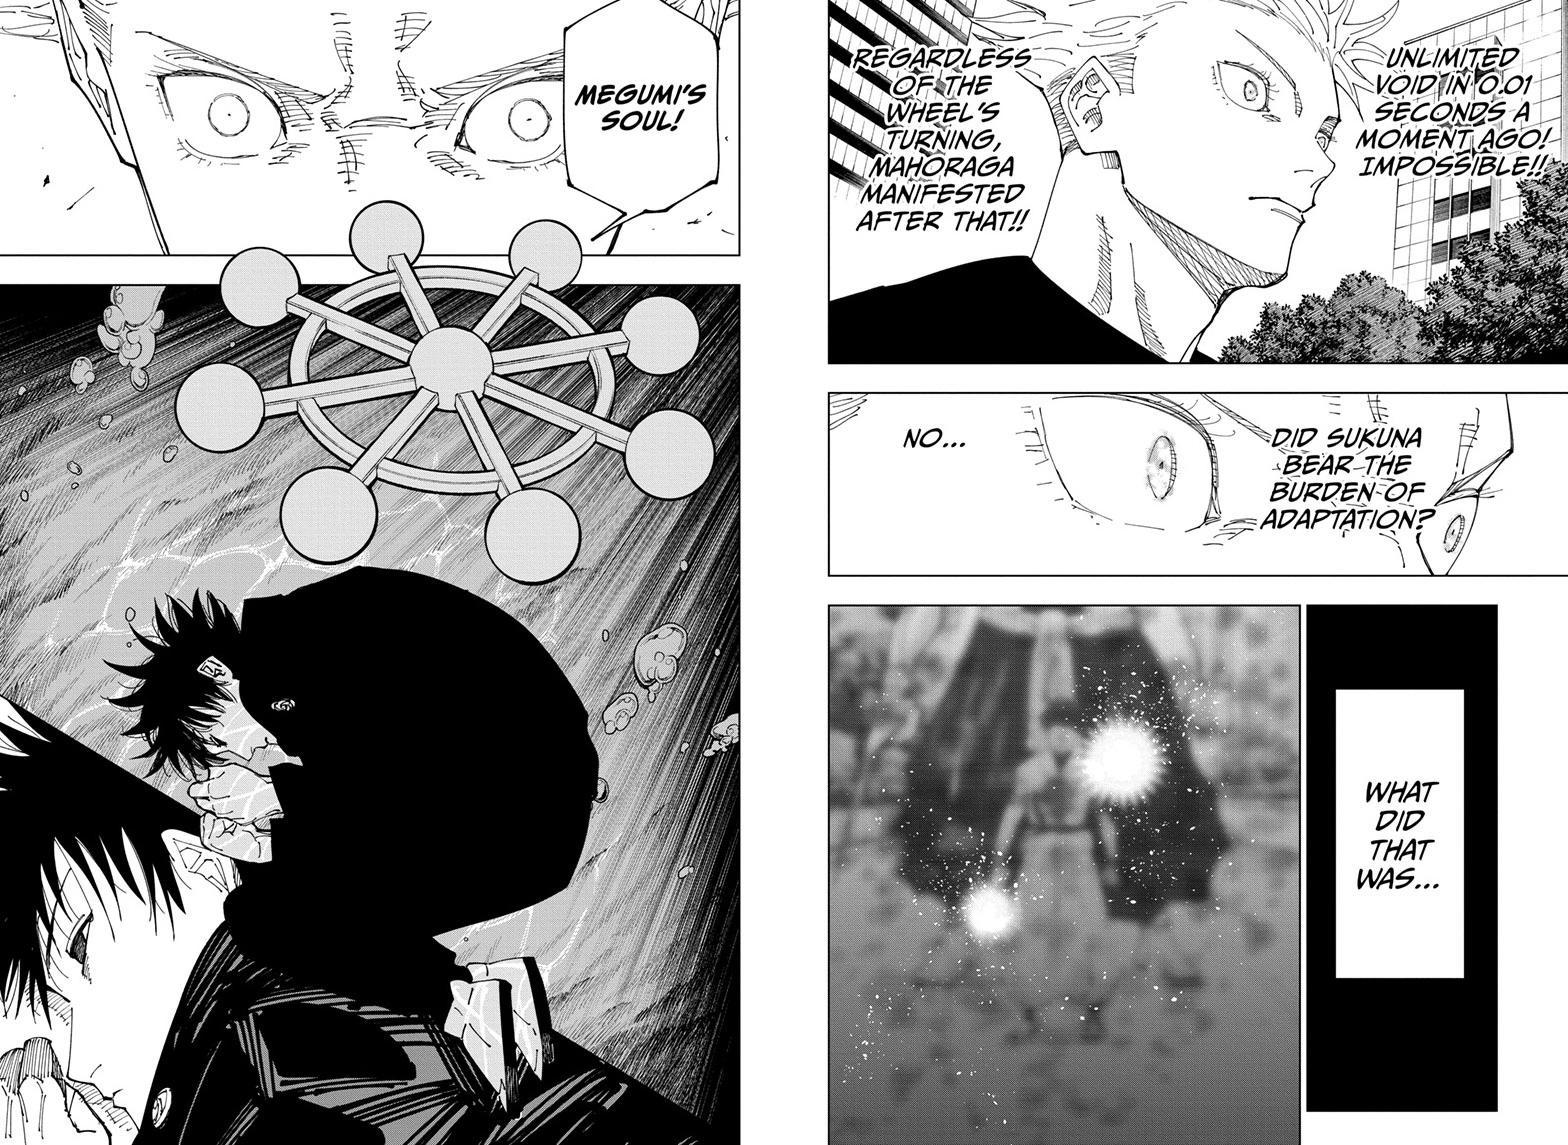 UNLIMITED
VOID IN 0.01
SECONDS A
MOMENT AGO!
IMPOSSIBLE!!
REGARDLESS
OF THE
WHEEL'S
TURNING,
MAHORAGA
MANIFESTED
AFTER THAT!!
DID SUKUNA
BEAR THE
BURDEN OF
ADAPTATION?
NO...
WHAT
DID
THAT
WAS...
MEGUMI'S
SOUL!